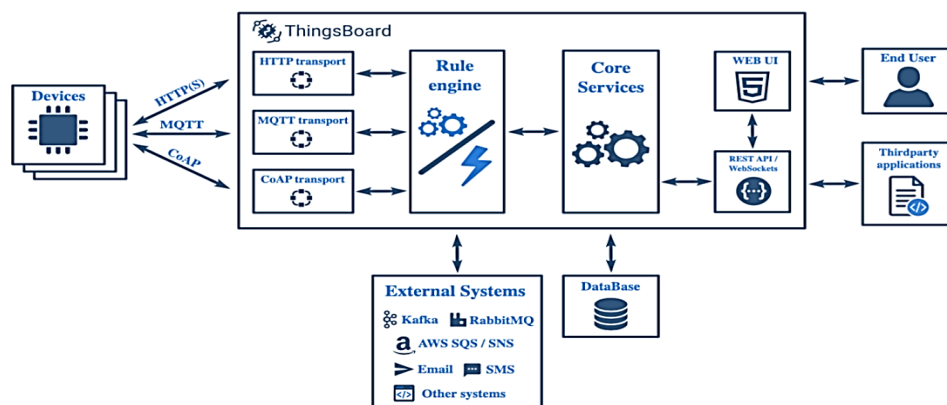 ThingsBoard
Devices
HTTP(S)
MQTT
CoAP
HTTP transport
MQTT transport
CoAP transport
Rule
engine
Core
Services
WEB UI
REST API /
WebSockets
End User
Thirdparty
applications
External Systems
Kafka
RabbitMQ
a AWS SQS / SNS
Email
SMS
Other systems
DataBase